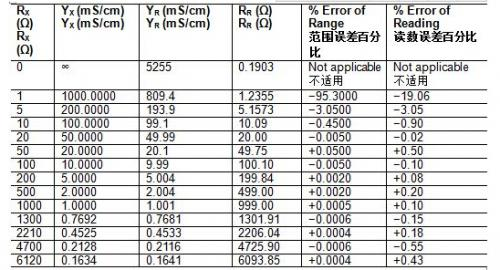 Rx (Ω) Yx (mS/cm) YR (mS/cm) RR (Ω) % Error of Range % Error of Reading
Rx (Ω) Yx (mS/cm) YR (mS/cm) RR (Ω) 范围误差百分比 读数误差百分比
0 ∞ 5255 0.1903 Not applicable 不适用 Not applicable 不适用
1 1000.0000 809.4 1.2355 −95.3000 −19.06
5 200.0000 193.9 5.1573 −3.0500 −3.05
10 100.0000 99.1 10.09 −0.4500 −0.90
20 50.0000 49.99 20.00 −0.0050 −0.02
50 20.0000 20.1 49.75 +0.0500 +0.50
100 10.0000 9.99 100.10 −0.0050 −0.10
200 5.0000 5.004 199.84 +0.0020 +0.08
500 2.0000 2.004 499.00 +0.0020 +0.20
1000 1.0000 1.001 999.00 +0.0005 +0.10
1300 0.7692 0.7681 1301.91 −0.0006 −0.15
2210 0.4525 0.4533 2206.04 +0.0004 +0.18
4700 0.2128 0.2116 4725.90 −0.0006 −0.55
6120 0.1634 0.1641 6093.85 +0.0004 +0.43